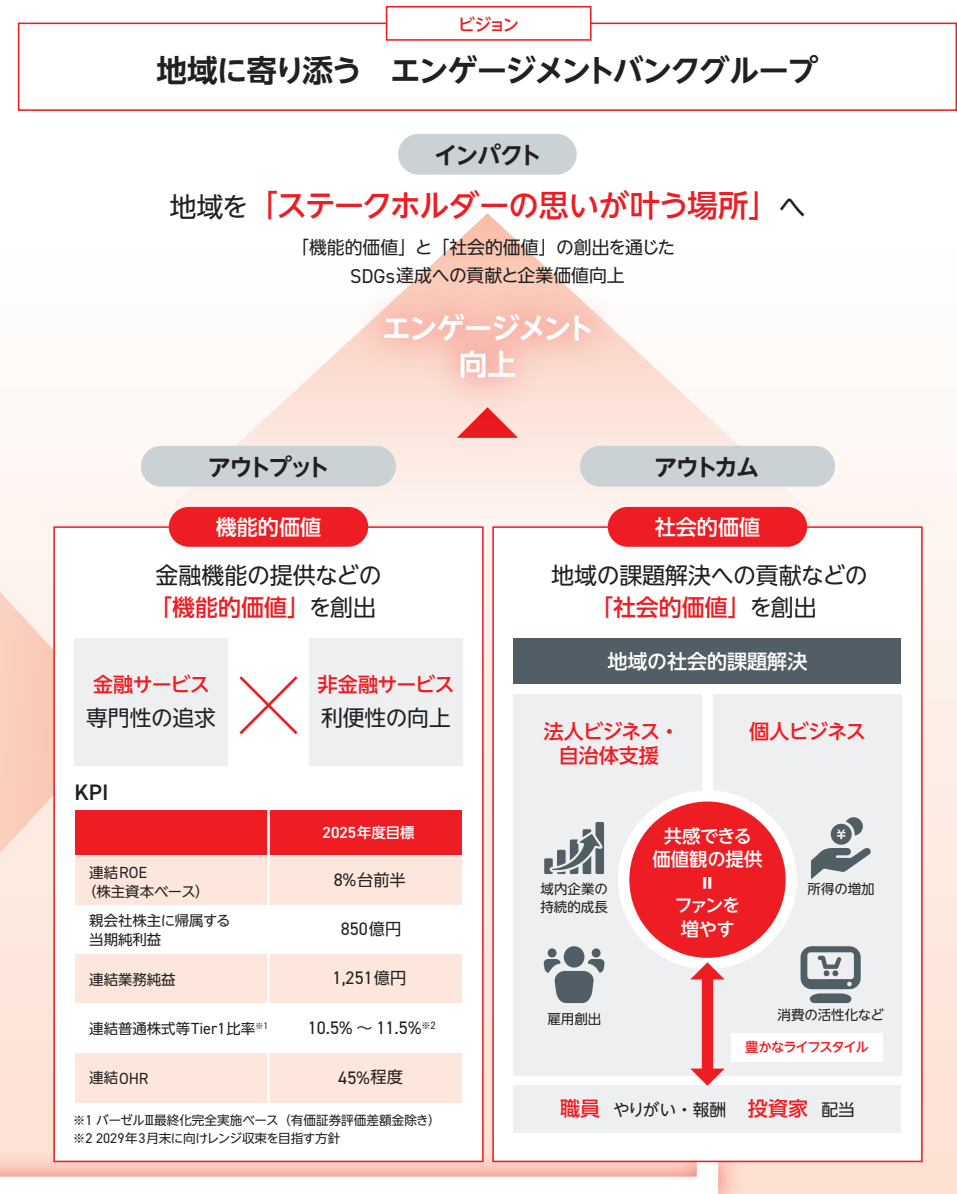 ビジョン
地域に寄り添う　エンゲージメントバンクグループ
インパクト
地域を「ステークホルダーの思いが叶う場所」へ
「機能的価値」と「社会的価値」の創出を通じた
SDGs達成への貢献と企業価値向上
エンゲージメント
向上
アウトプット
機能的価値
金融機能の提供などの
「機能的価値」を創出
金融サービス
専門性の追求
非金融サービス
利便性の向上
KPI
2025年度目標
連結ROE
（株主資本ベース）
8%台前半
親会社株主に帰属する
当期純利益
850億円
連結業務純益
1,251億円
連結普通株式等Tier1比率※1
10.5% ～ 11.5%※2
連結OHR
45%程度
※1 バーゼルⅢ最終化完全実施ベース（有価証券評価差額金除き）
※2 2029年3月末に向けレンジ収束を目指す方針
アウトカム
社会的価値
地域の課題解決への貢献などの
「社会的価値」を創出
地域の社会的課題解決
法人ビジネス・
自治体支援
個人ビジネス
共感できる
価値観の提供
＝
ファンを
増やす
域内企業の
持続的成長
所得の増加
雇用創出
消費の活性化など
豊かなライフスタイル
職員 やりがい・報酬 投資家 配当